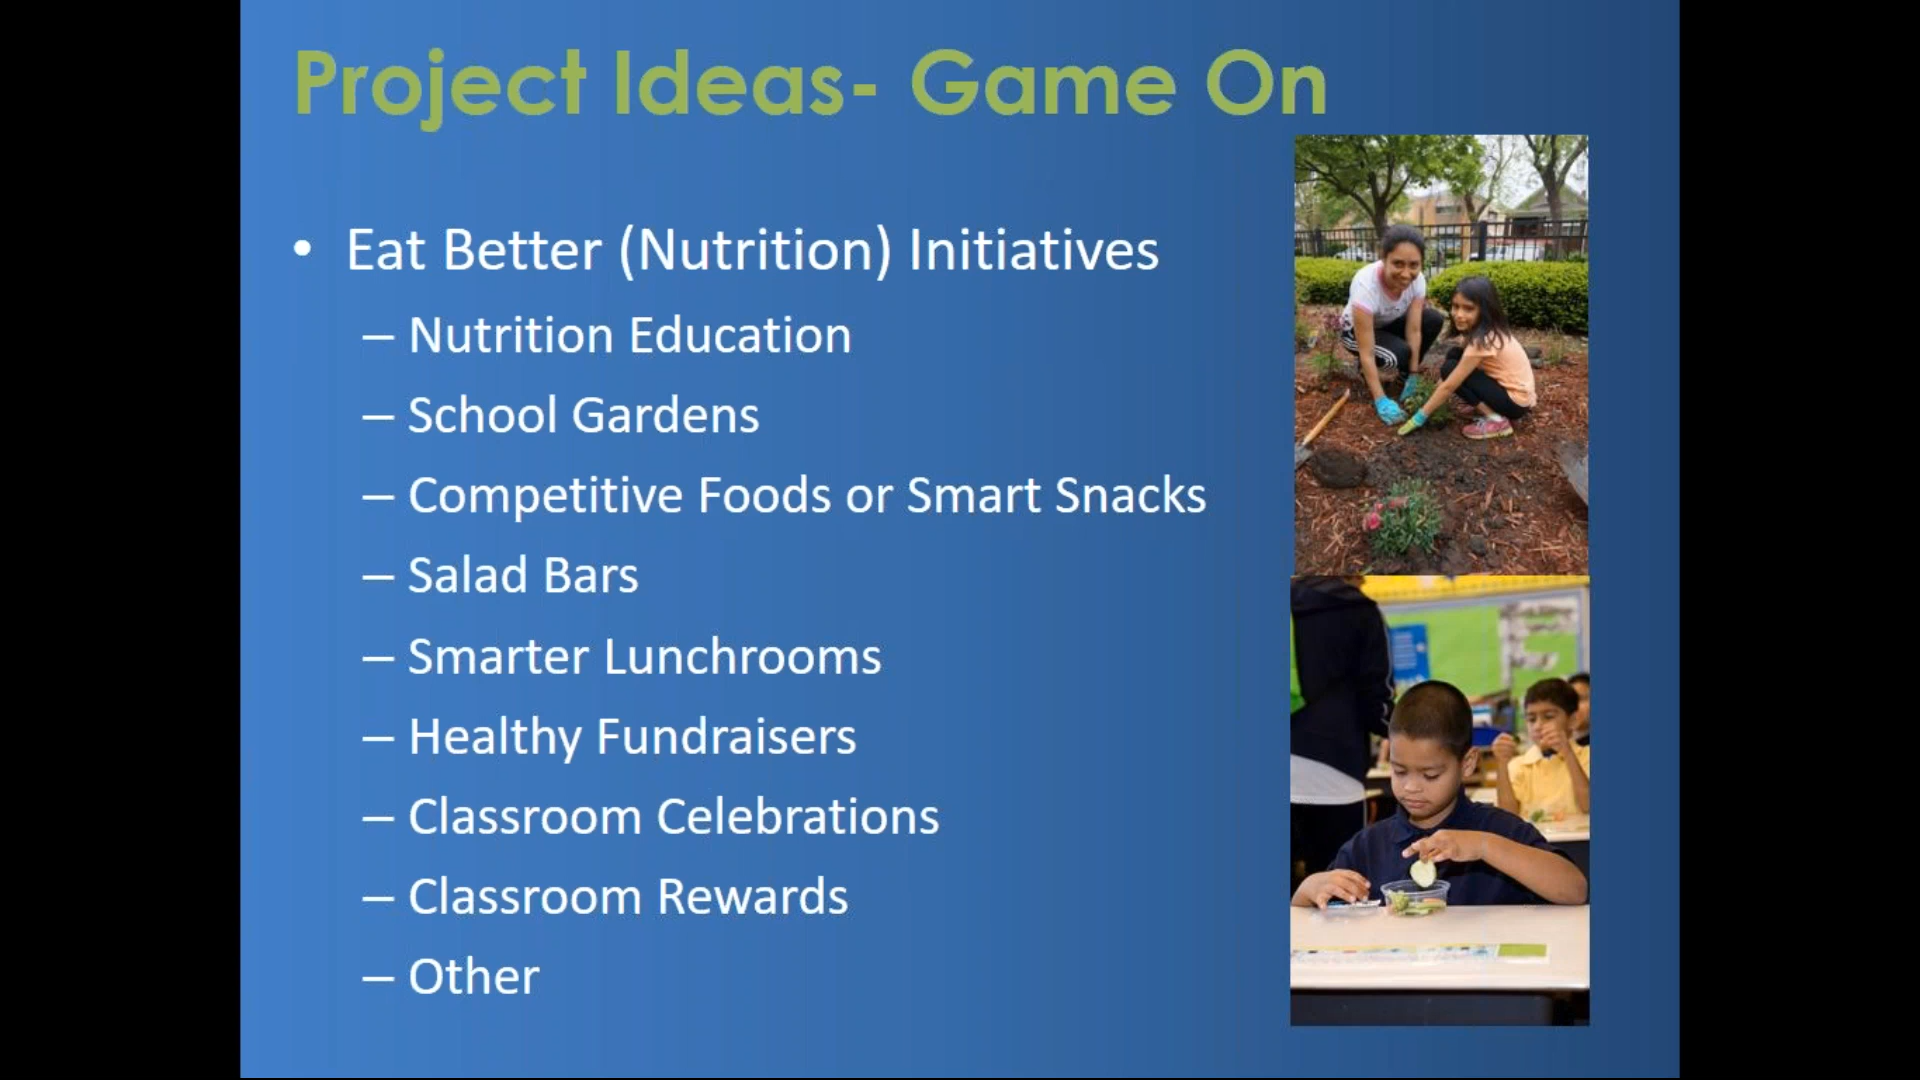 Project Ideas- Game On
• Eat Better (Nutrition) Initiatives
– Nutrition Education
– School Gardens
– Competitive Foods or Smart Snacks
– Salad Bars
– Smarter Lunchrooms
– Healthy Fundraisers
– Classroom Celebrations
– Classroom Rewards
– Other